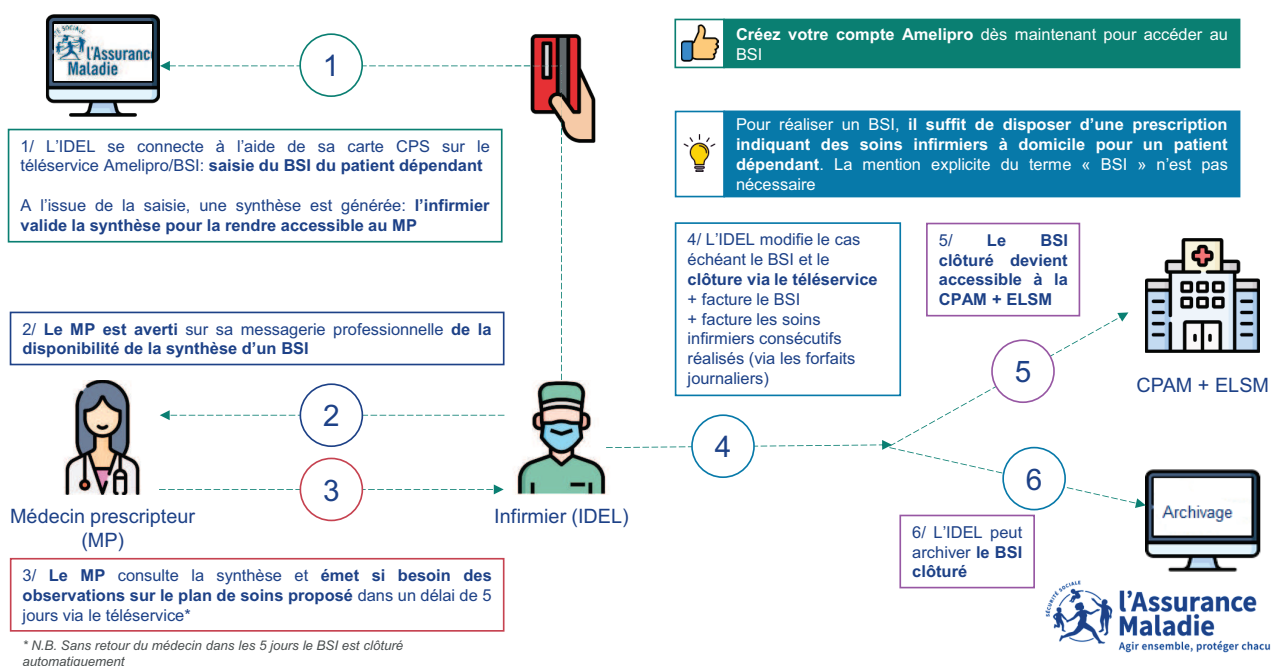 SÉCURITÉ SOCIALE
l'Assurance
Maladie
1
1/ L'IDEL se connecte à l'aide de sa carte CPS sur le
téléservice Amelipro/BSI: saisie du BSI du patient dépendant
A l'issue de la saisie, une synthèse est générée: l'infirmier
valide la synthèse pour la rendre accessible au MP
2/ Le MP est averti sur sa messagerie professionnelle de la
disponibilité de la synthèse d'un BSI
2
3
Médecin prescripteur
(MP)
Infirmier (IDEL)
3/ Le MP consulte la synthèse et émet si besoin des
observations sur le plan de soins proposé dans un délai de 5
jours via le téléservice*
* N.B. Sans retour du médecin dans les 5 jours le BSI est clôturé
automatiquement
Créez votre compte Amelipro dès maintenant pour accéder au
BSI
Pour réaliser un BSI, il suffit de disposer d'une prescription
indiquant des soins infirmiers à domicile pour un patient
dépendant. La mention explicite du terme « BSI » n'est pas
nécessaire
4/ L'IDEL modifie le cas
échéant le BSI et le
clôture via le téléservice
+ facture le BSI
+ facture les soins
infirmiers consécutifs
réalisés (via les forfaits
journaliers)
4
5/ Le BSI
clôturé devient
accessible à la
CPAM + ELSM
5
CPAM + ELSM
6
6/ L'IDEL peut
archiver le BSI
clôturé
Archivage
SÉCURITÉ SOCIALE
l'Assurance
Maladie
Agir ensemble, protéger chacu